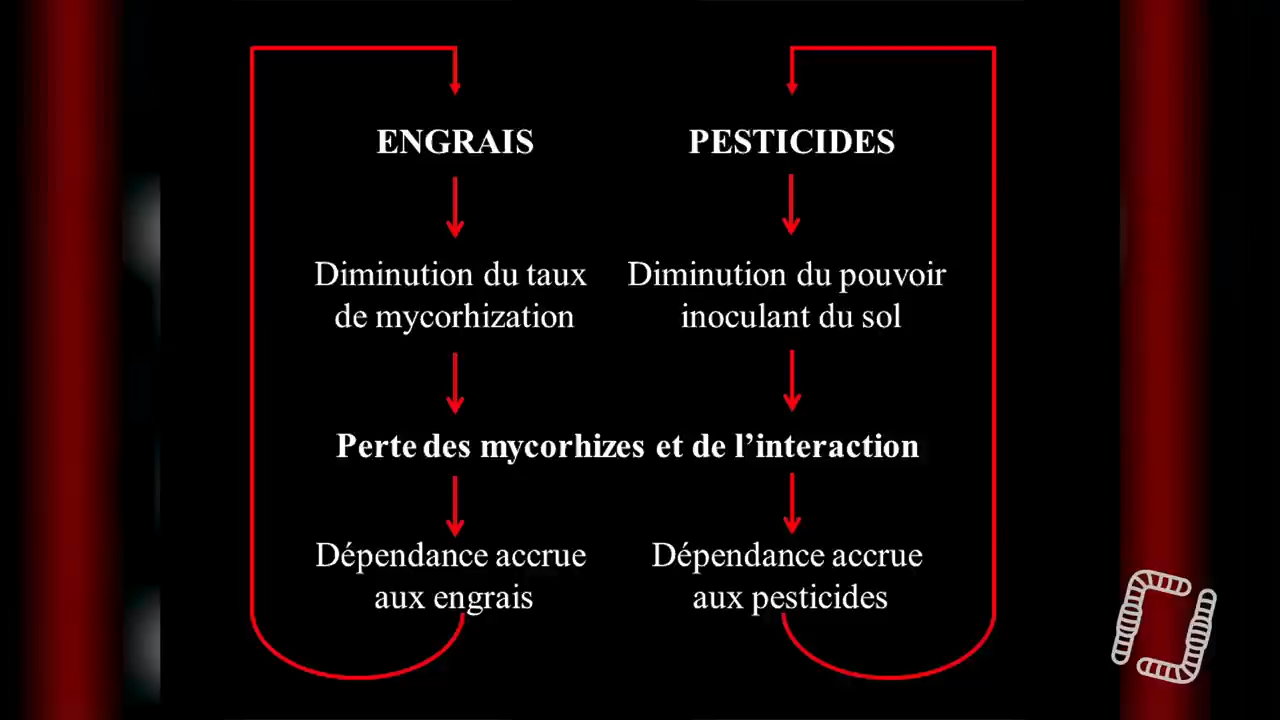 ENGRAIS
PESTICIDES
Diminution du taux
de mycorhization
Diminution du pouvoir
inoculant du sol
Perte des mycorhizes et de l’interaction
Dépendance accrue
aux engrais
Dépendance accrue
aux pesticides